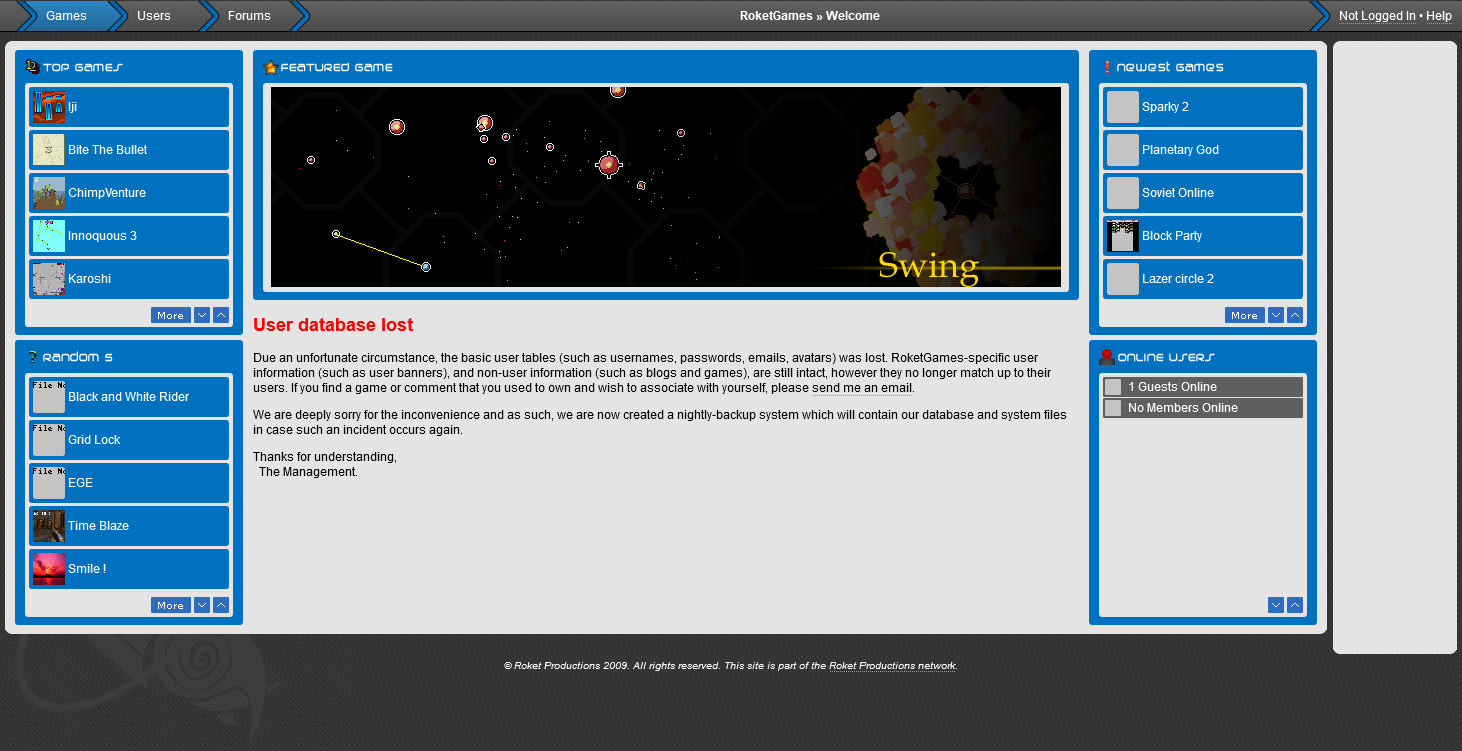 Games
Users
Forums
RoketGames » Welcome
Not Logged In • Help
Top Games
Iji
Bite The Bullet
ChimpVenture
Innoquous 3
Karoshi
More
Random 5
File No
Black and White Rider
File No
Grid Lock
File No
EGE
Time Blaze
Smile !
More
Featured Game
Swing
User database lost
Due an unfortunate circumstance, the basic user tables (such as usernames, passwords, emails, avatars) was lost. RoketGames-specific user
information (such as user banners), and non-user information (such as blogs and games), are still intact, however they no longer match up to their
users. If you find a game or comment that you used to own and wish to associate with yourself, please send me an email.
We are deeply sorry for the inconvenience and as such, we are now created a nightly-backup system which will contain our database and system files
in case such an incident occurs again.
Thanks for understanding,
The Management.
Newest Games
Sparky 2
Planetary God
Soviet Online
Block Party
Lazer circle 2
More
Online Users
1 Guests Online
No Members Online
© Roket Productions 2009. All rights reserved. This site is part of the Roket Productions network.